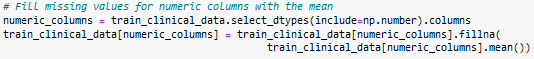 # Fill missing values for numeric columns with the mean
numeric_columns = train_clinical_data.select_dtypes(include=np.number).columns
train_clinical_data[numeric_columns] = train_clinical_data[numeric_columns].fillna(
train_clinical_data[numeric_columns].mean())